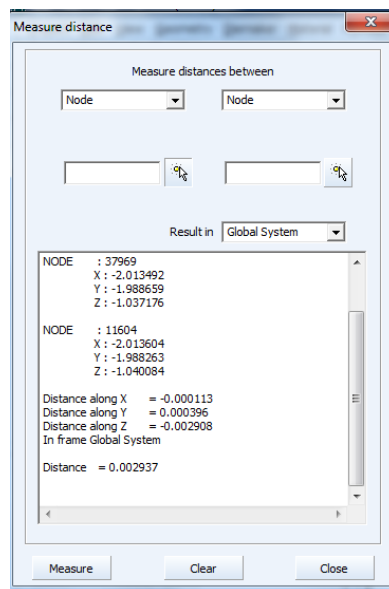 Measure distance
Measure distances between
Node Node
Result in Global System
NODE : 37969
X : -2.013492
Y : -1.988659
Z : -1.037176
NODE : 11604
X : -2.013604
Y : -1.988263
Z : -1.040084
Distance along X = -0.000113
Distance along Y = 0.000396
Distance along Z = -0.002908
In frame Global System
Distance = 0.002937
Measure Clear Close